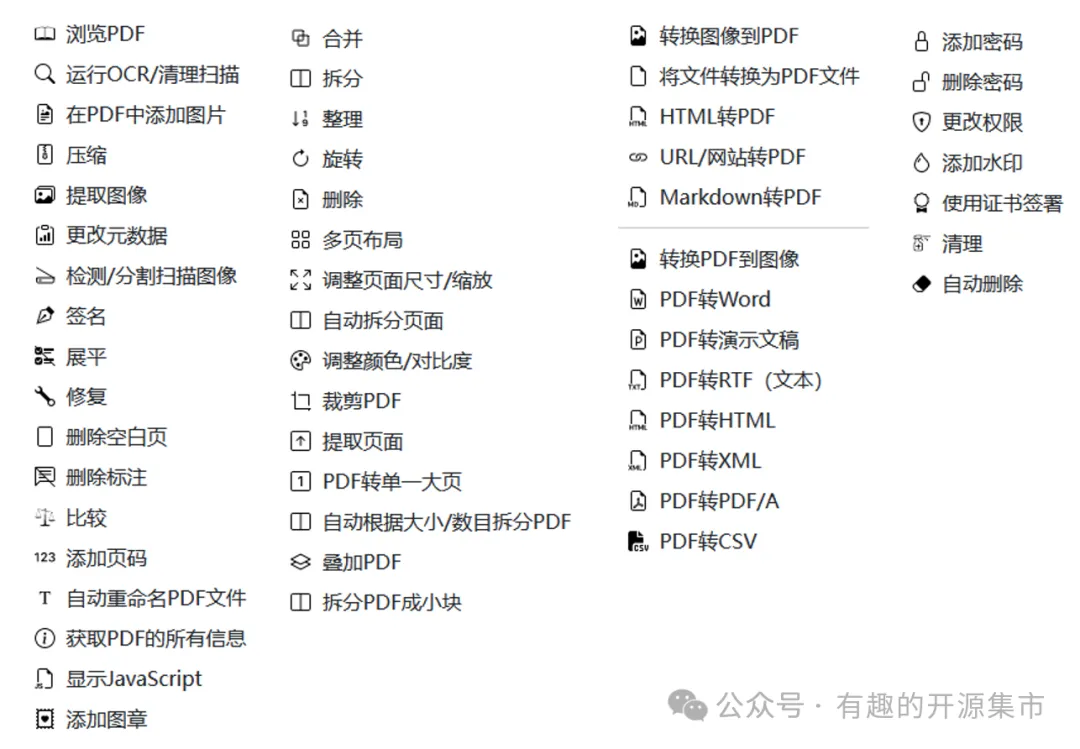 浏览PDF
运行OCR/清理扫描
在PDF中添加图片
压缩
提取图像
更改元数据
检测/分割扫描图像
签名
展平
修复
删除空白页
删除标注
比较
123 添加页码
T 自动重命名PDF文件
获取PDF的所有信息
显示JavaScript
添加图章
合并
拆分
整理
旋转
删除
多页布局
调整页面尺寸/缩放
自动拆分页面
调整颜色/对比度
裁剪PDF
提取页面
1 PDF转单一大页
自动根据大小/数目拆分PDF
叠加PDF
拆分PDF成小块
转换图像到PDF
将文件转换为PDF文件
HTML HTML转PDF
URL/网站转PDF
MD Markdown转PDF
转换PDF到图像
W PDF转Word
P PDF转演示文稿
TXT PDF转RTF（文本）
HTML PDF转HTML
XML PDF转XML
PDF转PDF/A
CSV PDF转CSV
添加密码
删除密码
更改权限
添加水印
使用证书签署
清理
自动删除
公众号 · 有趣的开源集市